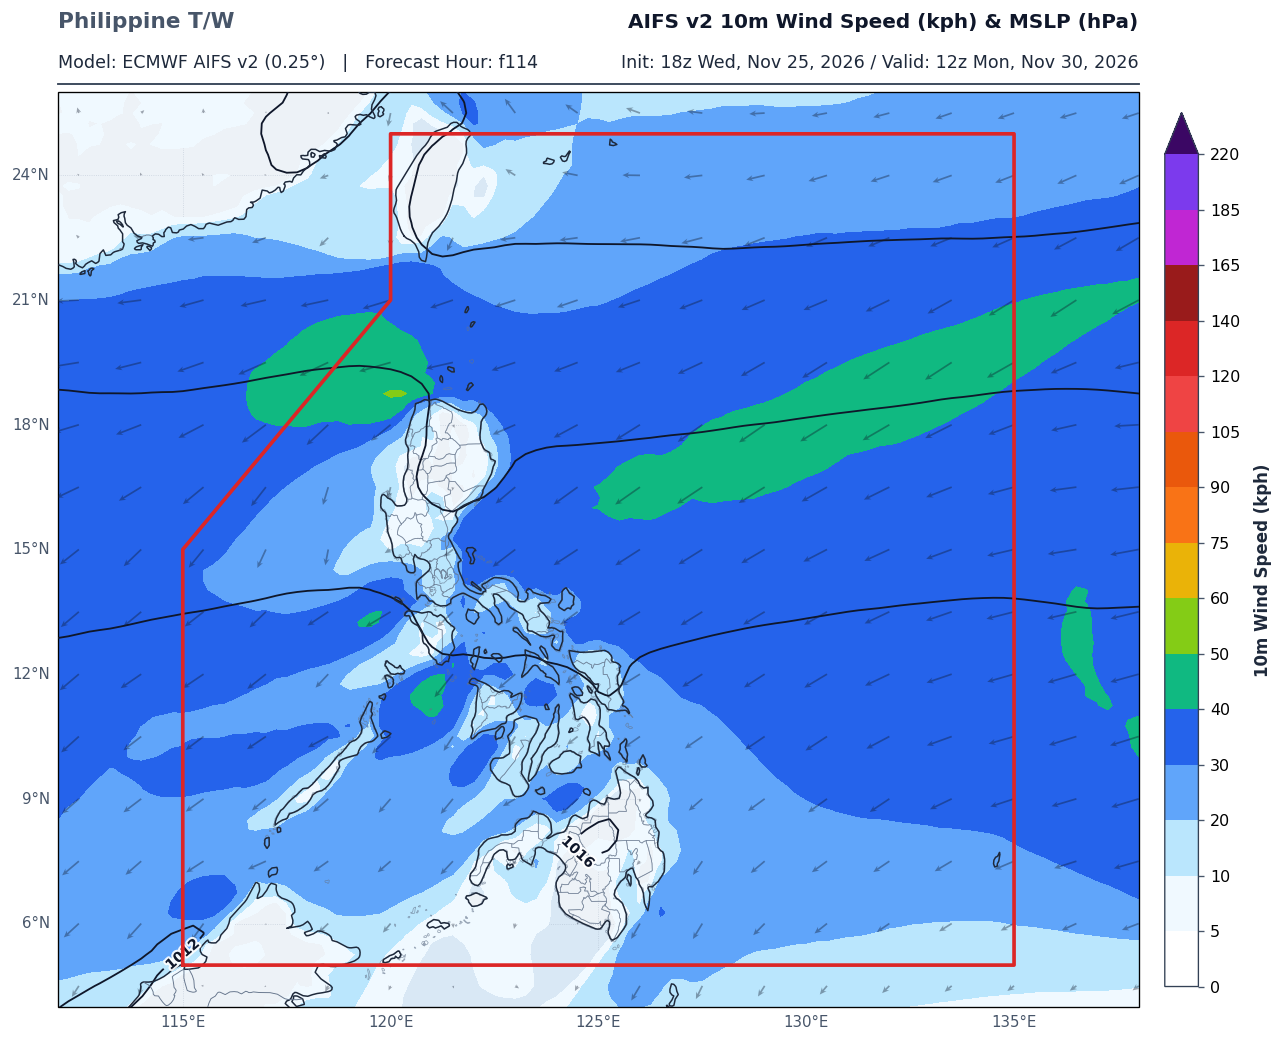 Philippine T/W
AIFS v2 10m Wind Speed (kph) & MSLP (hPa)
Model: ECMWF AIFS v2 (0.25°) | Forecast Hour: f114
Init: 18z Wed, Nov 25, 2026 / Valid: 12z Mon, Nov 30, 2026
24°N
21°N
18°N
15°N
12°N
9°N
6°N
115°E
120°E
125°E
130°E
135°E
1016
1012
220
185
165
140
120
105
90
75
60
50
40
30
20
10
5
0
10m Wind Speed (kph)